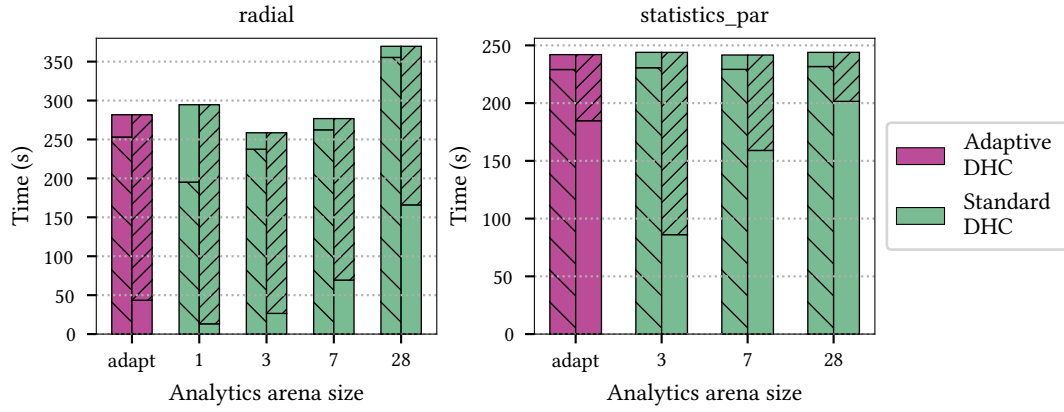 radial
statistics_par
Time (s)
350
300
250
200
150
100
50
0
adapt 1 3 7 28
Analytics arena size
Time (s)
250
200
150
100
50
0
adapt 3 7 28
Analytics arena size
Adaptive
DHC
Standard
DHC